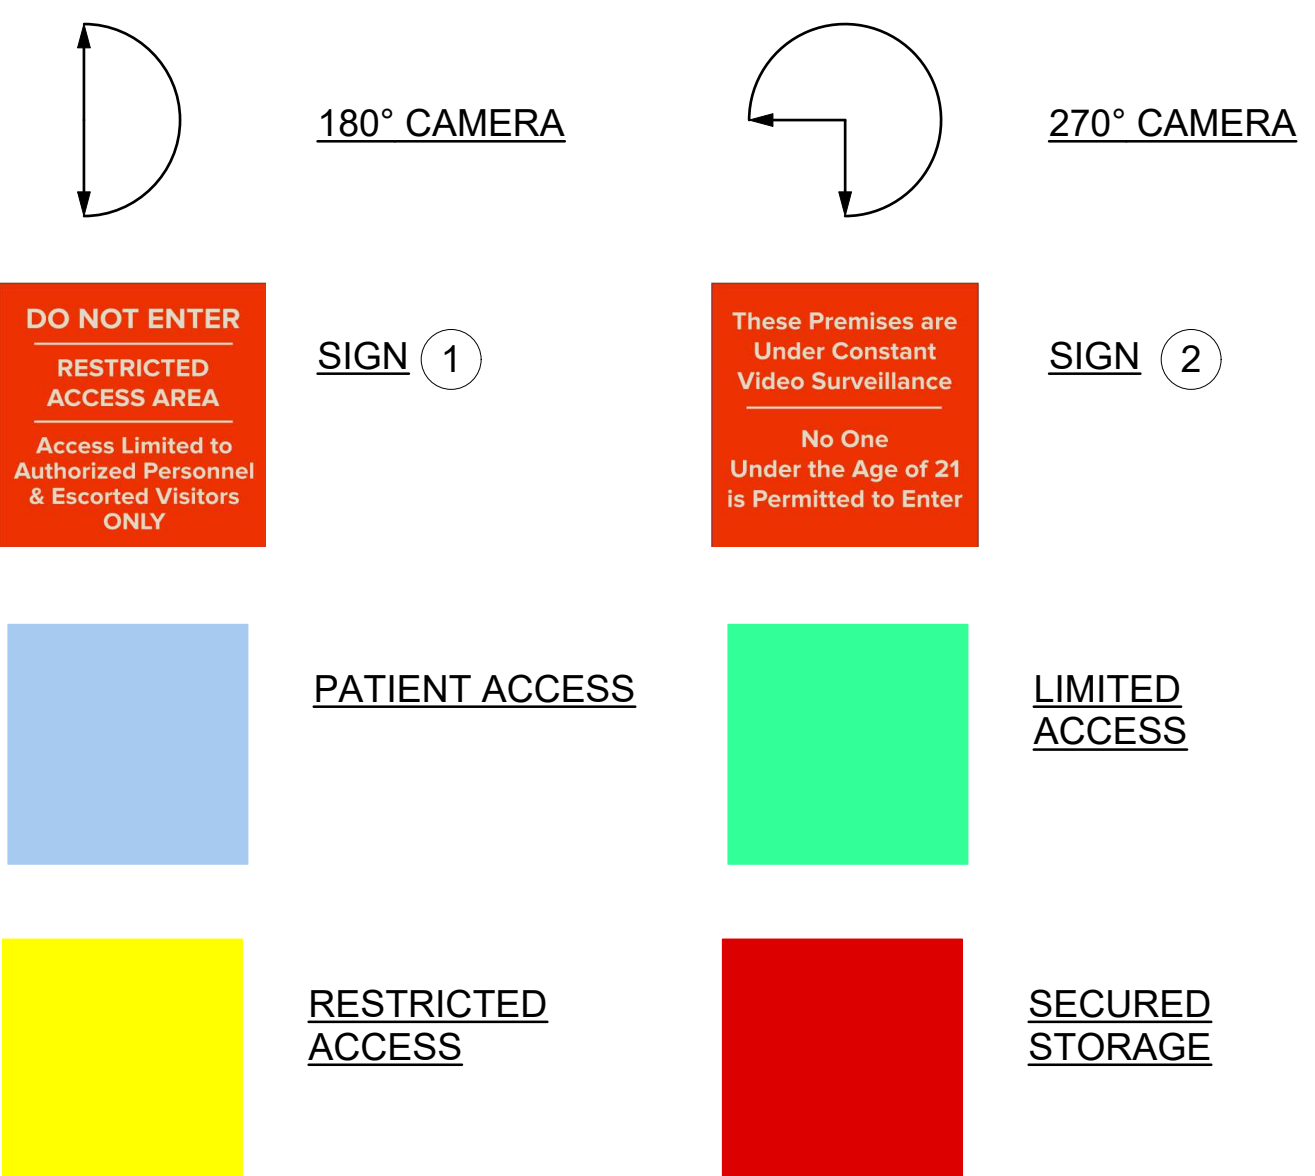 180° CAMERA
270° CAMERA
DO NOT ENTER
RESTRICTED
ACCESS AREA
Access Limited to
Authorized Personnel
& Escorted Visitors
ONLY
SIGN 1
These Premises are
Under Constant
Video Surveillance
No One
Under the Age of 21
is Permitted to Enter
SIGN 2
PATIENT ACCESS
LIMITED
ACCESS
RESTRICTED
ACCESS
SECURED
STORAGE